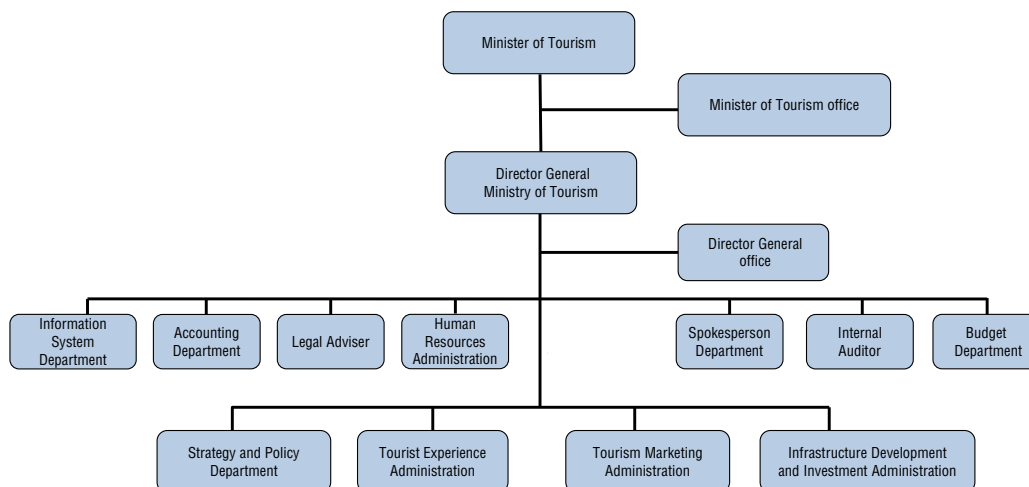 Minister of Tourism
Minister of Tourism office
Director General
Ministry of Tourism
Director General
office
Information
System
Department
Accounting
Department
Legal Adviser
Human
Resources
Administration
Spokesperson
Department
Internal
Auditor
Budget
Department
Strategy and Policy
Department
Tourist Experience
Administration
Tourism Marketing
Administration
Infrastructure Development
and Investment Administration